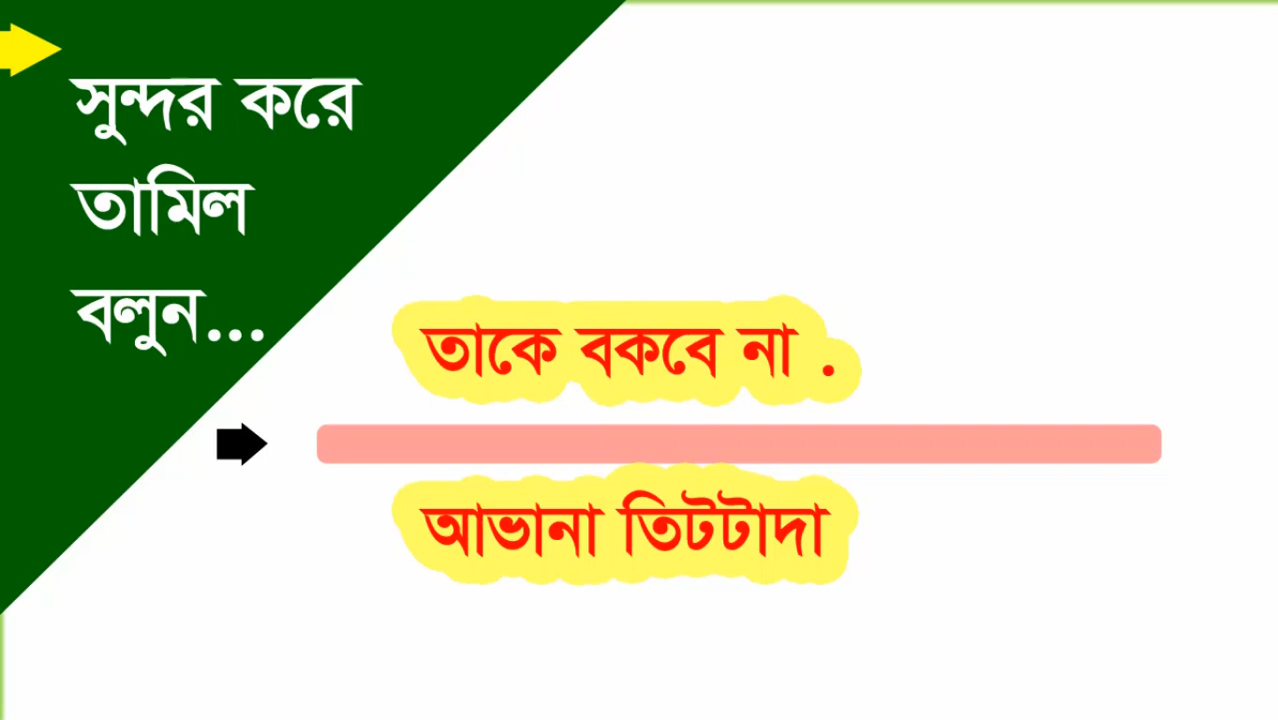 সুন্দর করে
তামিল
বলুন...
তাকে বকবে না .
আভানা তিটটাদা